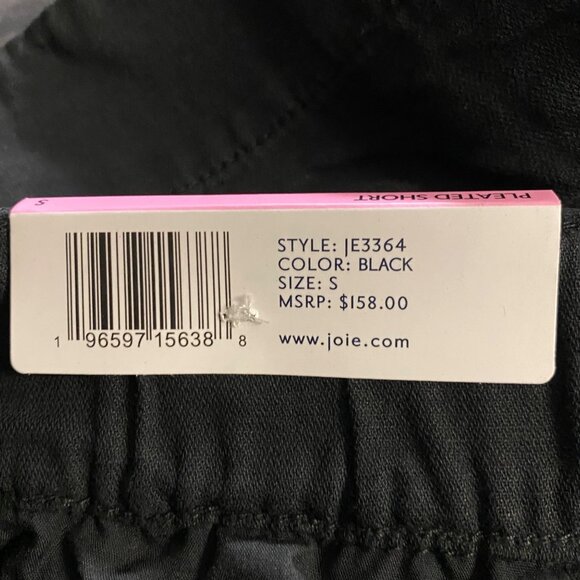 PLEATED SHORT
S
STYLE: JE3364
COLOR: BLACK
SIZE: S
MSRP: $158.00
www.joie.com
1 96597 15638 8